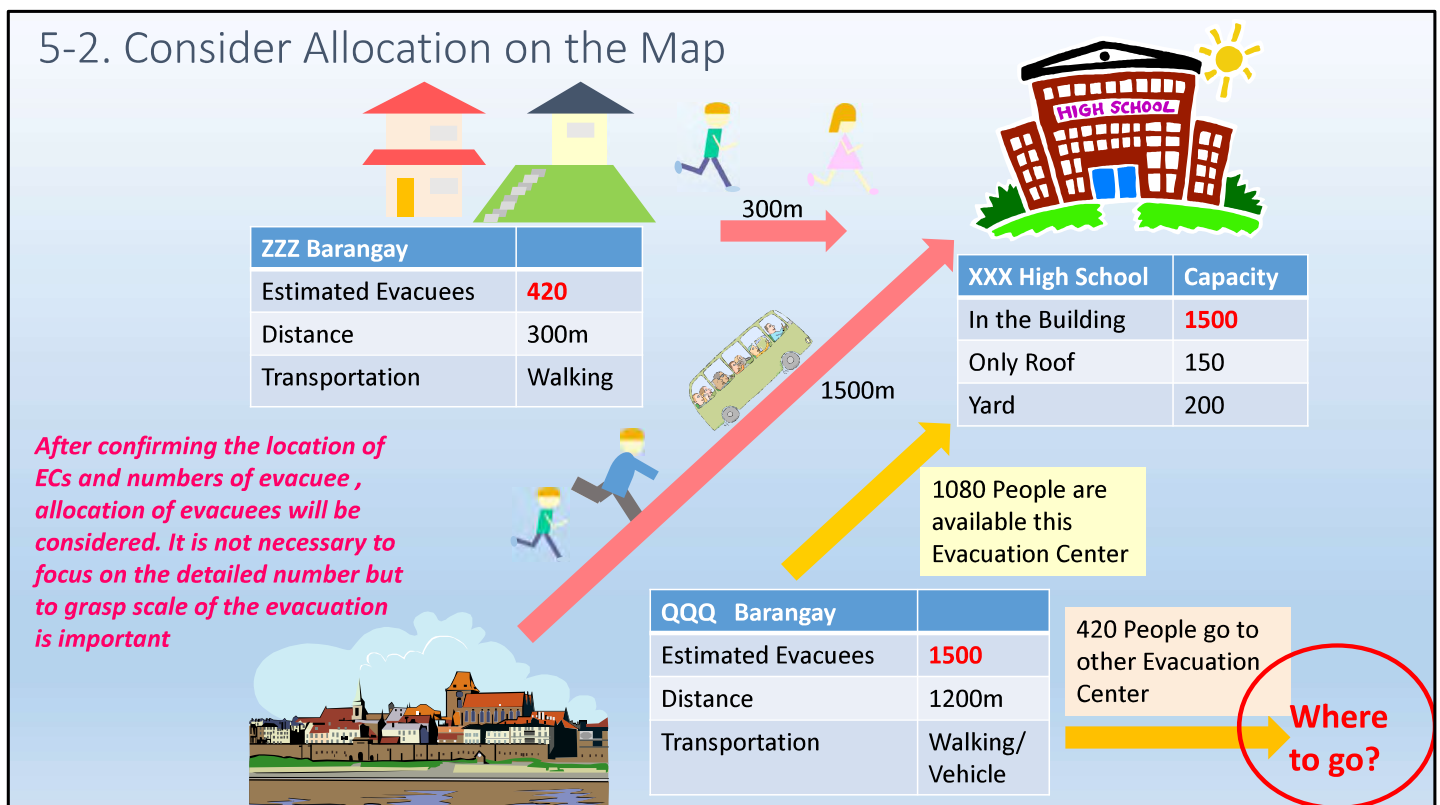 5-2. Consider Allocation on the Map
HIGH SCHOOL
300m
ZZZ Barangay
Estimated Evacuees 420
Distance 300m
Transportation Walking
XXX High School Capacity
In the Building 1500
Only Roof 150
Yard 200
1500m
After confirming the location of
ECs and numbers of evacuee ,
allocation of evacuees will be
considered. It is not necessary to
focus on the detailed number but
to grasp scale of the evacuation
is important
1080 People are
available this
Evacuation Center
QQQ Barangay
Estimated Evacuees 1500
Distance 1200m
Transportation Walking/
Vehicle
420 People go to
other Evacuation
Center
Where
to go?